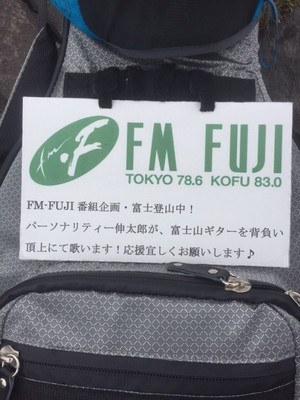 fm F
FM FUJI
TOKYO 78.6 KOFU 83.0
FM-FUJI 番組企画・富士登山中！
パーソナリティー伸太郎が、富士山ギターを背負い
頂上にて歌います！応援宜しくお願いします♪